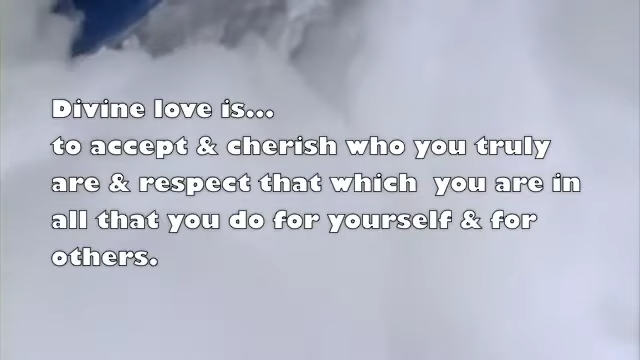 Divine love is...
to accept & cherish who you truly
are & respect that which  you are in
all that you do for yourself & for
others.